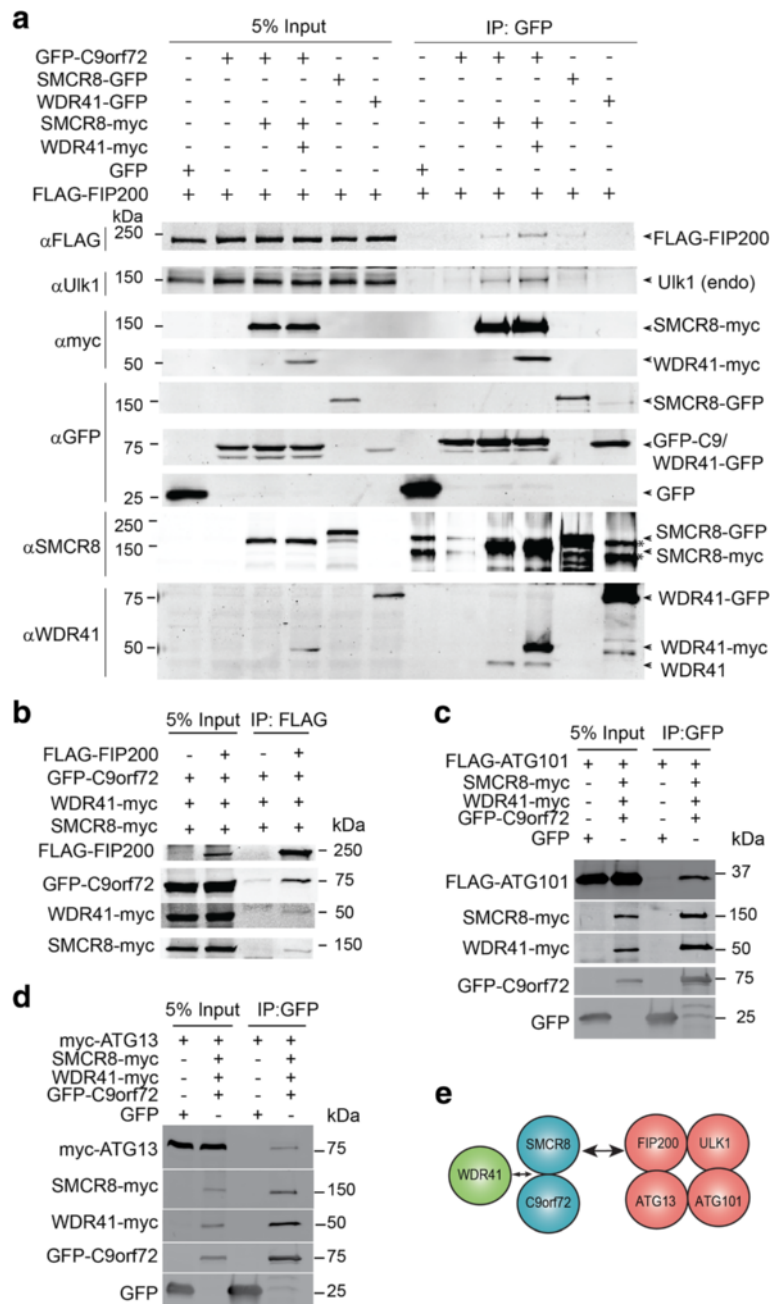 a
5% Input IP: GFP
GFP-C9orf72 - + + + - - - + + + - -
SMCR8-GFP - - - - + - - - - - + -
WDR41-GFP - - - - - + - - - - - +
SMCR8-myc - - + + - - - - + + - -
WDR41-myc - - - + - - - - - + - -
GFP + - - - - - + - - - - -
FLAG-FIP200 + + + + + + + + + + + +
kDa
αFLAG 250 FLAG-FIP200
αUlk1 150 Ulk1 (endo)
αmyc 150 SMCR8-myc
50 WDR41-myc
αGFP 150 SMCR8-GFP
75 GFP-C9/
WDR41-GFP
25 GFP
αSMCR8 250 SMCR8-GFP
*
150 SMCR8-myc
*
αWDR41 75 WDR41-GFP
50 WDR41-myc
WDR41
b
5% Input IP: FLAG
FLAG-FIP200 - + - +
GFP-C9orf72 + + + +
WDR41-myc + + + +
SMCR8-myc + + + + kDa
FLAG-FIP200 250
GFP-C9orf72 75
WDR41-myc 50
SMCR8-myc 150
c
5% Input IP:GFP
FLAG-ATG101 + + + +
SMCR8-myc - + - +
WDR41-myc - + - +
GFP-C9orf72 - + - +
GFP + - + - kDa
FLAG-ATG101 37
SMCR8-myc 150
WDR41-myc 50
GFP-C9orf72 75
GFP 25
d
5% Input IP:GFP
myc-ATG13 + + + +
SMCR8-myc - + - +
WDR41-myc - + - +
GFP-C9orf72 - + - +
GFP + - + - kDa
myc-ATG13 75
SMCR8-myc 150
WDR41-myc 50
GFP-C9orf72 75
GFP 25
e
SMCR8 FIP200 ULK1
WDR41
C9orf72 ATG13 ATG101